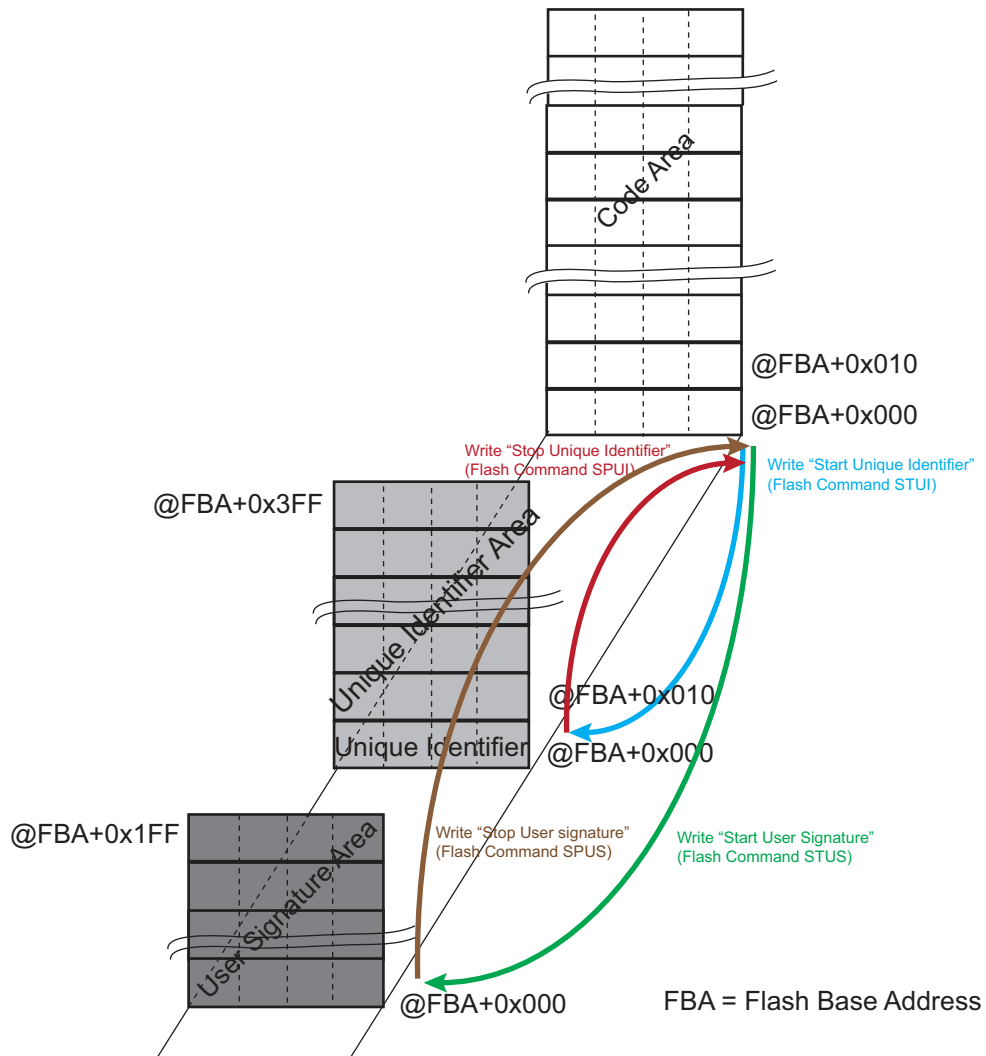 Code Area
@FBA+0x010
@FBA+0x000
Write “Stop Unique Identifier”
(Flash Command SPUI)
Write “Start Unique Identifier”
(Flash Command STUI)
@FBA+0x3FF
Unique Identifier Area
@FBA+0x010
Unique Identifier
@FBA+0x000
@FBA+0x1FF
User Signature Area
Write “Stop User signature”
(Flash Command SPUS)
Write “Start User Signature”
(Flash Command STUS)
@FBA+0x000
FBA = Flash Base Address